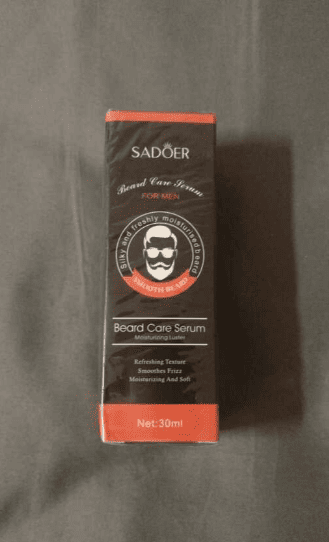 SADOER
Beard Care Serum
FOR MEN
Silky and freshly moisturised beard
SMOOTH BEARD
Beard Care Serum
Moisturizing Luster
Refreshing Texture
Smoothes Frizz
Moisturizing And Soft
Net:30ml